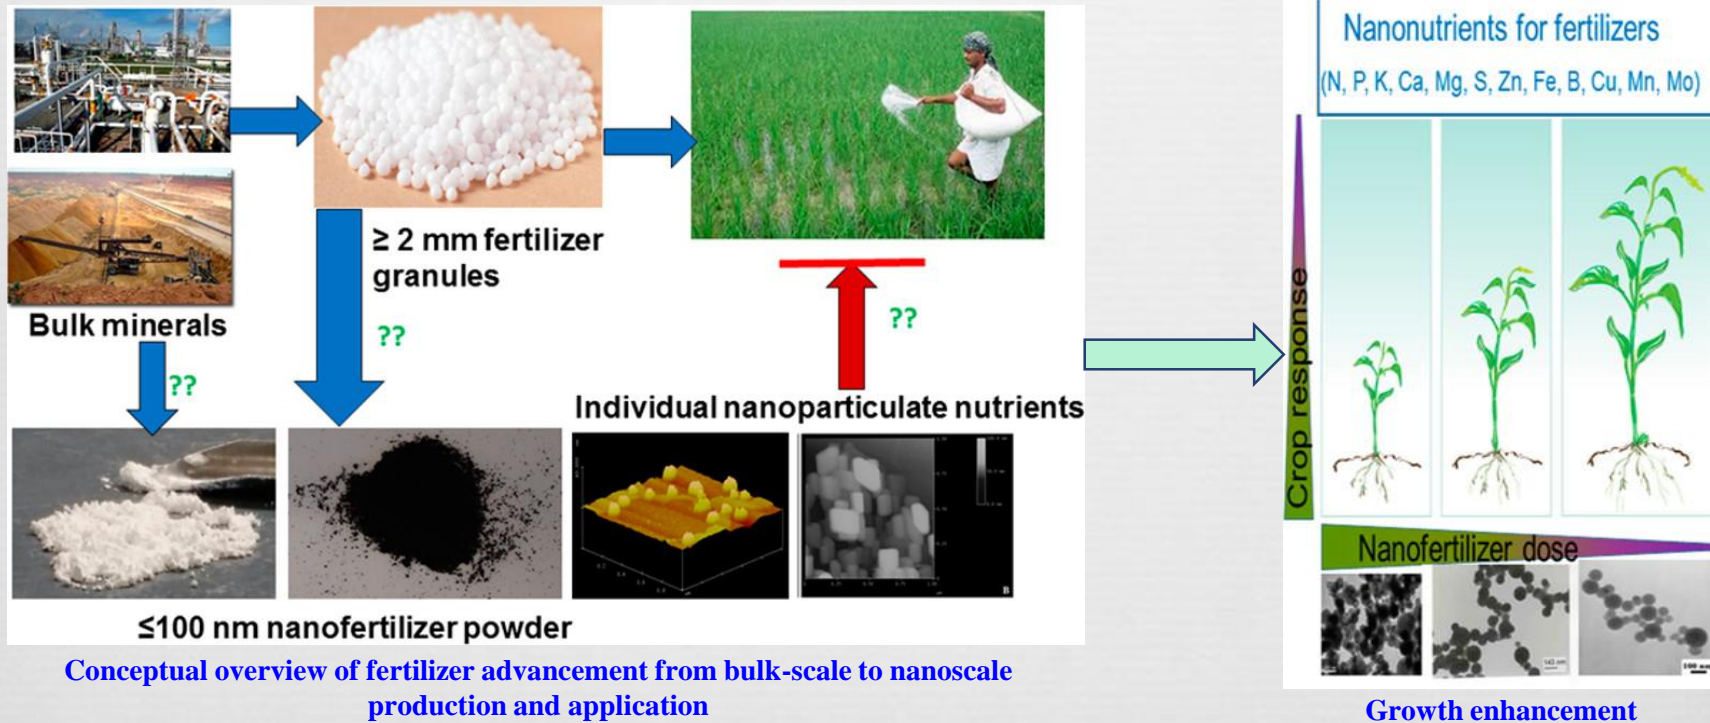 ≥ 2 mm fertilizer
granules
??
Bulk minerals
??
??
Individual nanoparticulate nutrients
B
≤100 nm nanofertilizer powder
Conceptual overview of fertilizer advancement from bulk-scale to nanoscale
production and application
Nanonutrients for fertilizers
(N, P, K, Ca, Mg, S, Zn, Fe, B, Cu, Mn, Mo)
Crop response
Nanofertilizer dose
100 nm
Growth enhancement